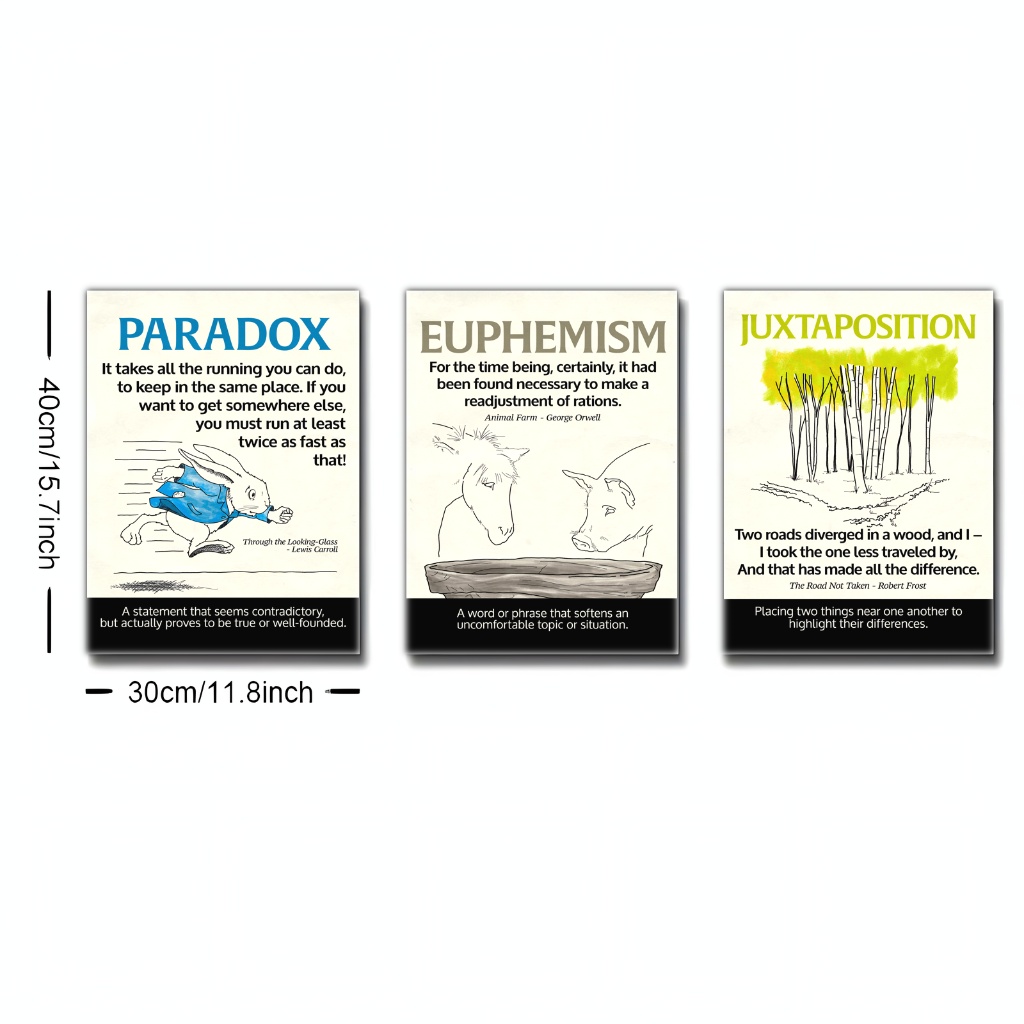 PARADOX
It takes all the running you can do,
to keep in the same place. If you
want to get somewhere else,
you must run at least
twice as fast as
that!
Through the Looking-Glass
- Lewis Carroll
A statement that seems contradictory,
but actually proves to be true or well-founded.
EUPHEMISM
For the time being, certainly, it had
been found necessary to make a
readjustment of rations.
Animal Farm - George Orwell
A word or phrase that softens an
uncomfortable topic or situation.
JUXTAPOSITION
Two roads diverged in a wood, and I –
I took the one less traveled by,
And that has made all the difference.
The Road Not Taken - Robert Frost
Placing two things near one another to
highlight their differences.
40cm/15.7inch
30cm/11.8inch